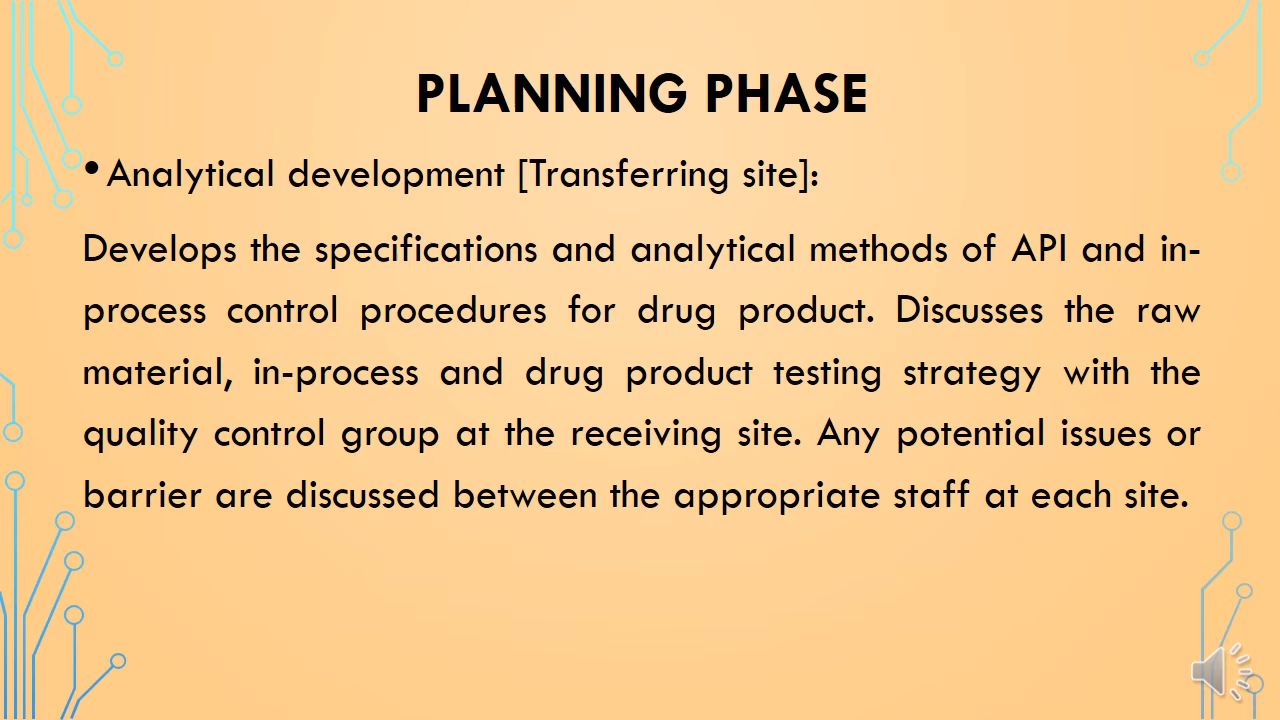 PLANNING PHASE
• Analytical development [Transferring site]:
Develops the specifications and analytical methods of API and in-
process control procedures for drug product. Discusses the raw
material, in-process and drug product testing strategy with the
quality control group at the receiving site. Any potential issues or
barrier are discussed between the appropriate staff at each site.